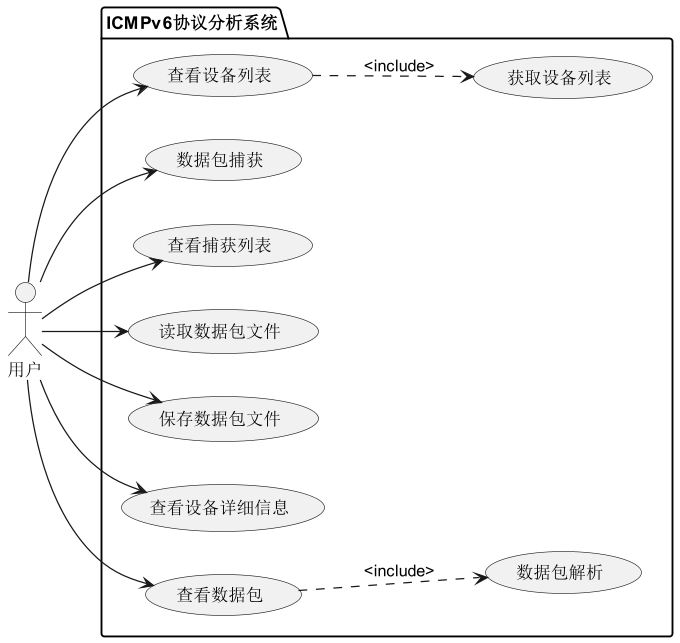 ICMPv6协议分析系统
查看设备列表
<include>
获取设备列表
数据包捕获
查看捕获列表
读取数据包文件
用户
保存数据包文件
查看设备详细信息
查看数据包
<include>
数据包解析